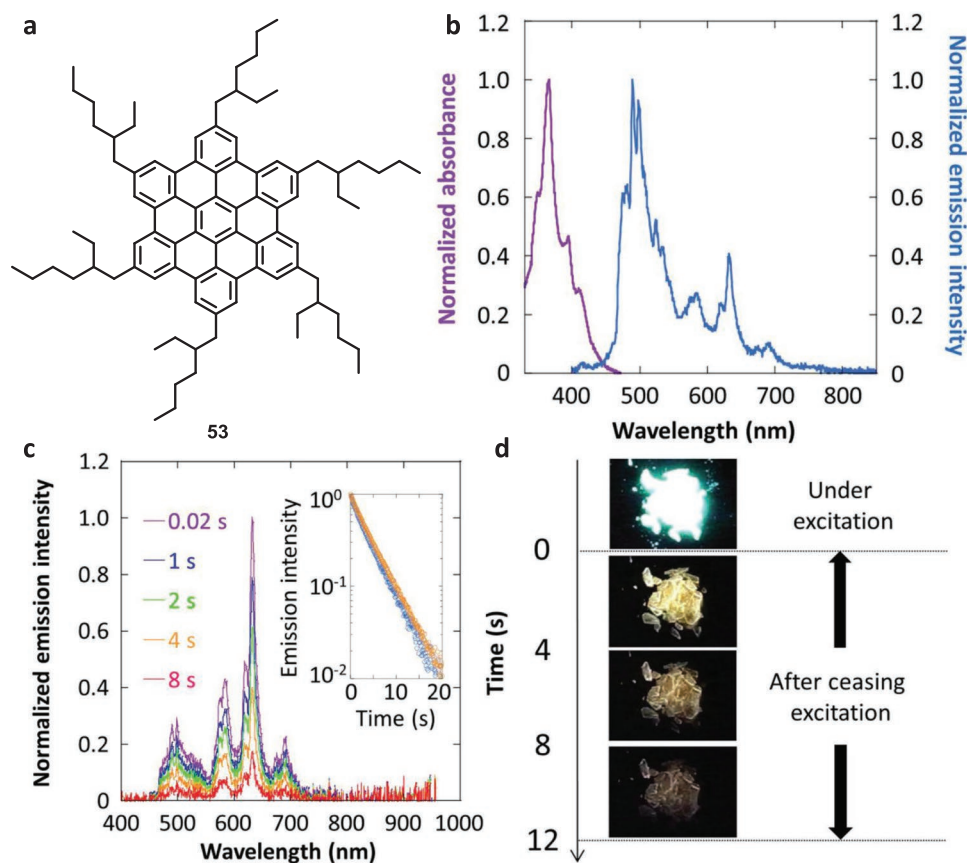 a
53
b
Normalized absorbance
1.2
1.0
0.8
0.6
0.4
0.2
0
400 500 600 700 800
Wavelength (nm)
1.2
1.0
0.8
0.6
0.4
0.2
0
Normalized emission intensity
c
Normalized emission intensity
1.2
1.0
0.8
0.6
0.4
0.2
0
0.02 s
1 s
2 s
4 s
8 s
Emission intensity
10⁰
10⁻¹
10⁻²
0 10 20
Time (s)
400 500 600 700 800 900 1000
Wavelength (nm)
d
Time (s)
0
4
8
12
Under
excitation
After ceasing
excitation